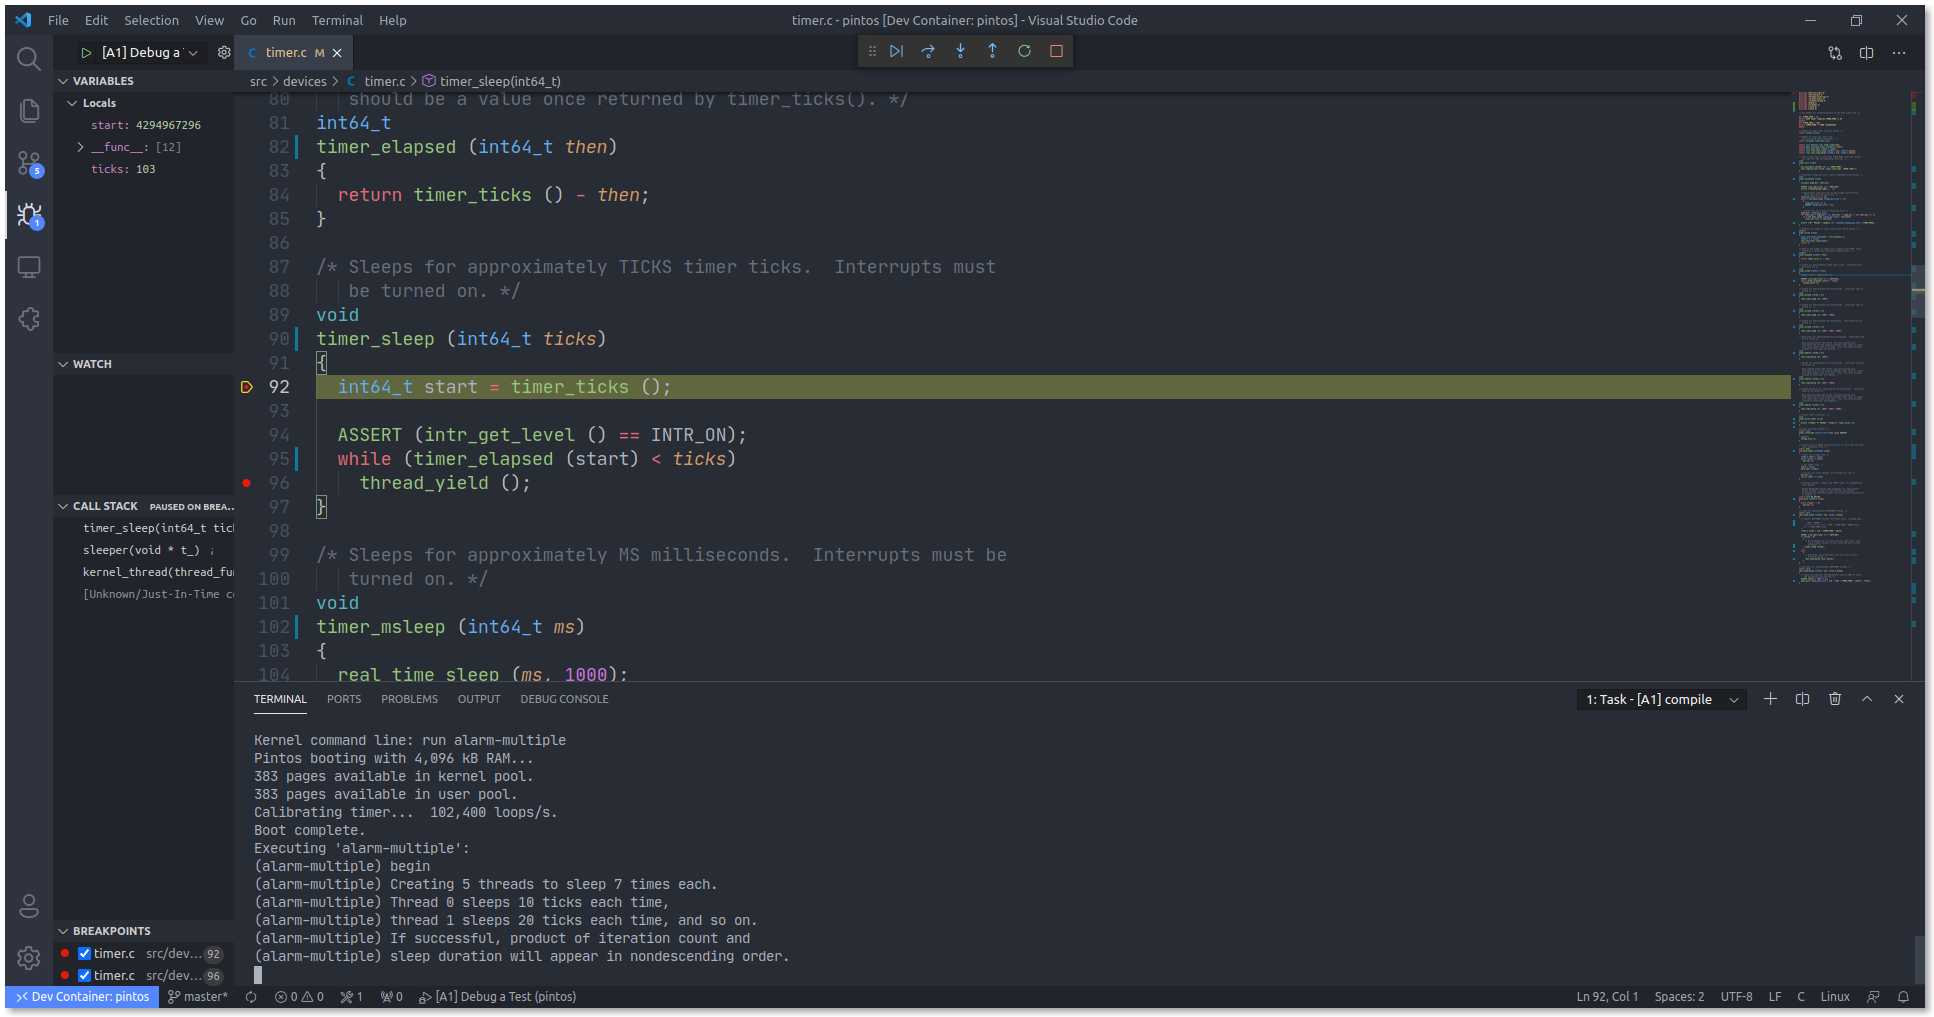 File Edit Selection View Go Run Terminal Help
timer.c - pintos [Dev Container: pintos] - Visual Studio Code
[A1] Debug a
C timer.c M
VARIABLES
src > devices > C timer.c > timer_sleep(int64_t)
Locals
start: 4294967296
__func__: [12]
ticks: 103
WATCH
CALL STACK PAUSED ON BREA...
timer_sleep(int64_t tic
sleeper(void * t_) ;
kernel_thread(thread_fu
[Unknown/Just-In-Time c
BREAKPOINTS
timer.c src/dev... 92
timer.c src/dev... 96
5
1
80 should be a value once returned by timer_ticks(). */
81 int64_t
82 timer_elapsed (int64_t then)
83 {
84 return timer_ticks () - then;
85 }
86
87 /* Sleeps for approximately TICKS timer ticks.  Interrupts must
88 be turned on. */
89 void
90 timer_sleep (int64_t ticks)
91 {
92 int64_t start = timer_ticks ();
93
94 ASSERT (intr_get_level () == INTR_ON);
95 while (timer_elapsed (start) < ticks)
96 thread_yield ();
97 }
98
99 /* Sleeps for approximately MS milliseconds.  Interrupts must be
100 turned on. */
101 void
102 timer_msleep (int64_t ms)
103 {
104 real_time_sleep (ms, 1000);
TERMINAL PORTS PROBLEMS OUTPUT DEBUG CONSOLE
1: Task - [A1] compile
Kernel command line: run alarm-multiple
Pintos booting with 4,096 kB RAM...
383 pages available in kernel pool.
383 pages available in user pool.
Calibrating timer...  102,400 loops/s.
Boot complete.
Executing 'alarm-multiple':
(alarm-multiple) begin
(alarm-multiple) Creating 5 threads to sleep 7 times each.
(alarm-multiple) Thread 0 sleeps 10 ticks each time,
(alarm-multiple) thread 1 sleeps 20 ticks each time, and so on.
(alarm-multiple) If successful, product of iteration count and
(alarm-multiple) sleep duration will appear in nondescending order.
Dev Container: pintos master* 0 0 1 0 [A1] Debug a Test (pintos)
Ln 92, Col 1 Spaces: 2 UTF-8 LF C Linux